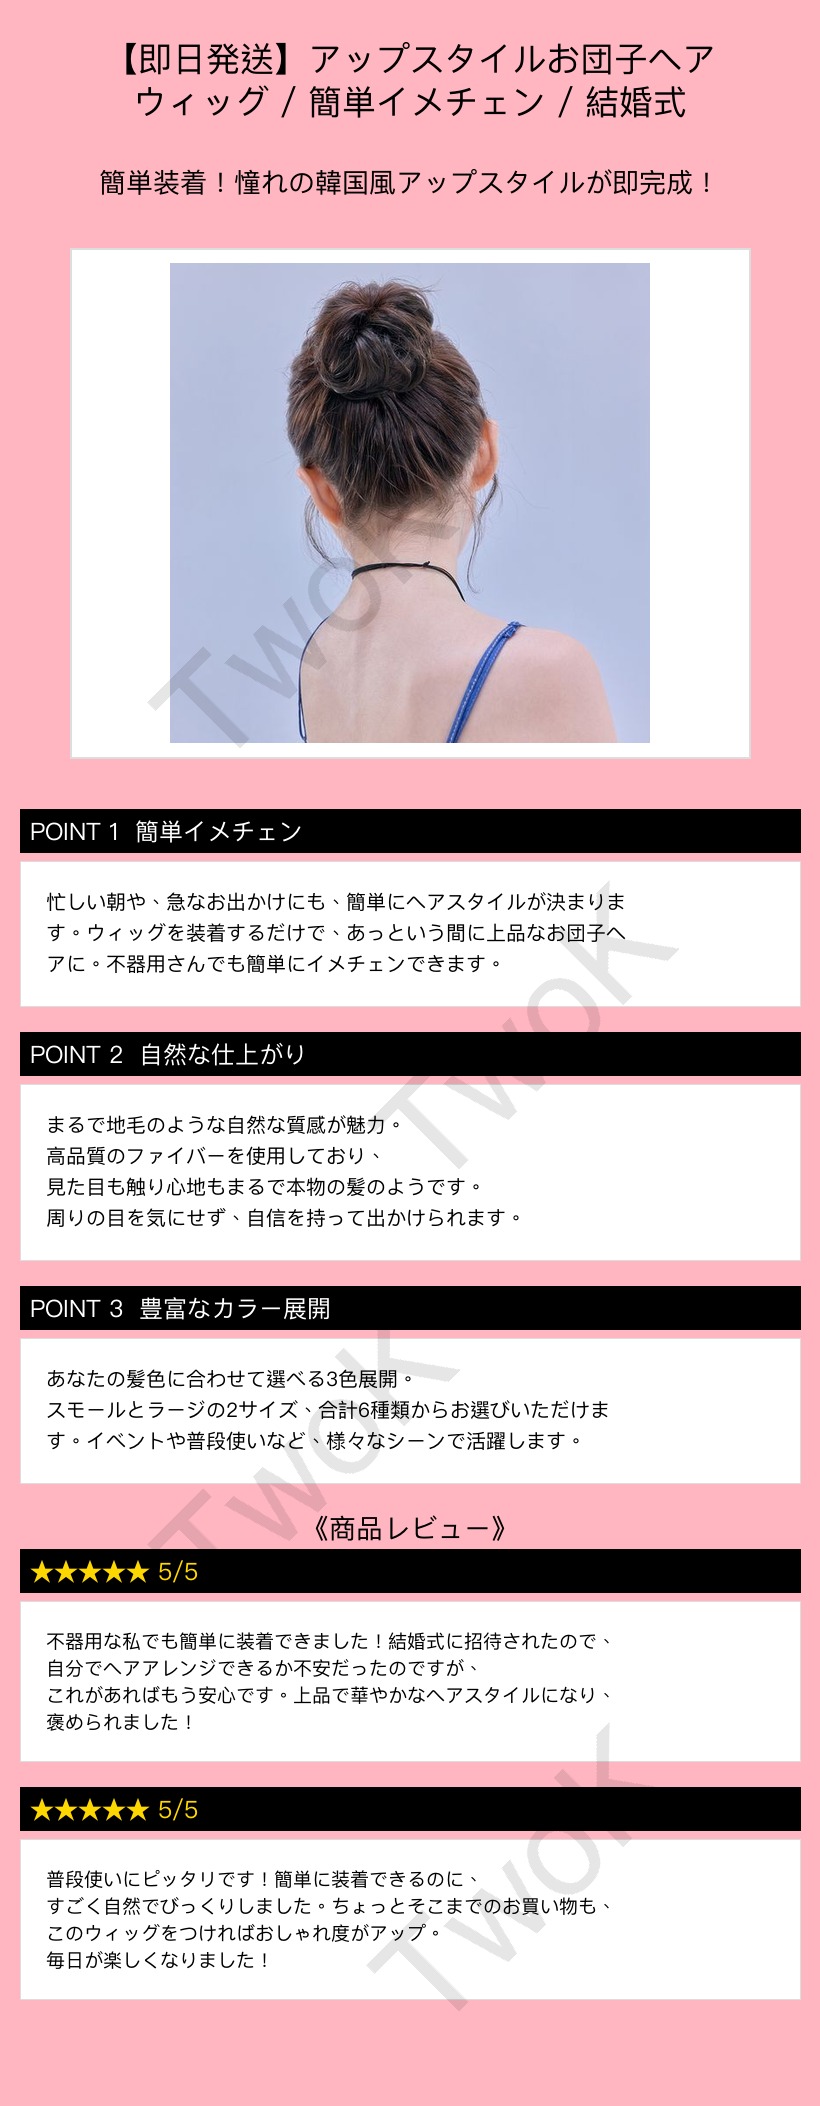 【即日発送】アップスタイルお団子ヘア
ウィッグ / 簡単イメチェン / 結婚式
簡単装着！憧れの韓国風アップスタイルが即完成！
TwoK
POINT 1 簡単イメチェン
忙しい朝や、急なお出かけにも、簡単にヘアスタイルが決まりま
す。ウィッグを装着するだけで、あっという間に上品なお団子ヘ
アに。不器用さんでも簡単にイメチェンできます。
TwoK
POINT 2 自然な仕上がり
まるで地毛のような自然な質感が魅力。
高品質のファイバーを使用しており、
見た目も触り心地もまるで本物の髪のようです。
周りの目を気にせず、自信を持って出かけられます。
POINT 3 豊富なカラー展開
あなたの髪色に合わせて選べる3色展開。
スモールとラージの2サイズ、合計6種類からお選びいただけま
す。イベントや普段使いなど、様々なシーンで活躍します。
TwoK
《商品レビュー》
★★★★★ 5/5
不器用な私でも簡単に装着できました！結婚式に招待されたので、
自分でヘアアレンジできるか不安だったのですが、
これがあればもう安心です。上品で華やかなヘアスタイルになり、
褒められました！
★★★★★ 5/5
普段使いにピッタリです！簡単に装着できるのに、
すごく自然でびっくりしました。ちょっとそこまでのお買い物も、
このウィッグをつければおしゃれ度がアップ。
毎日が楽しくなりました！
TwoK